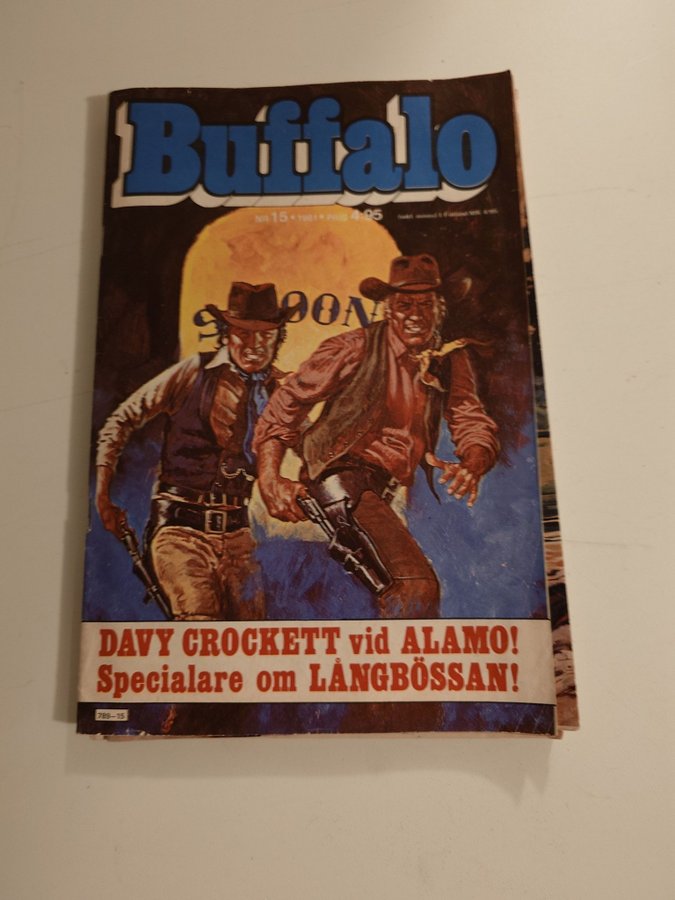 Buffalo
NR 15 • 1981 • PRIS 4:95
SALOON
DAVY CROCKETT vid ALAMO!
Specialare om LÅNGBÖSSAN!
789—15